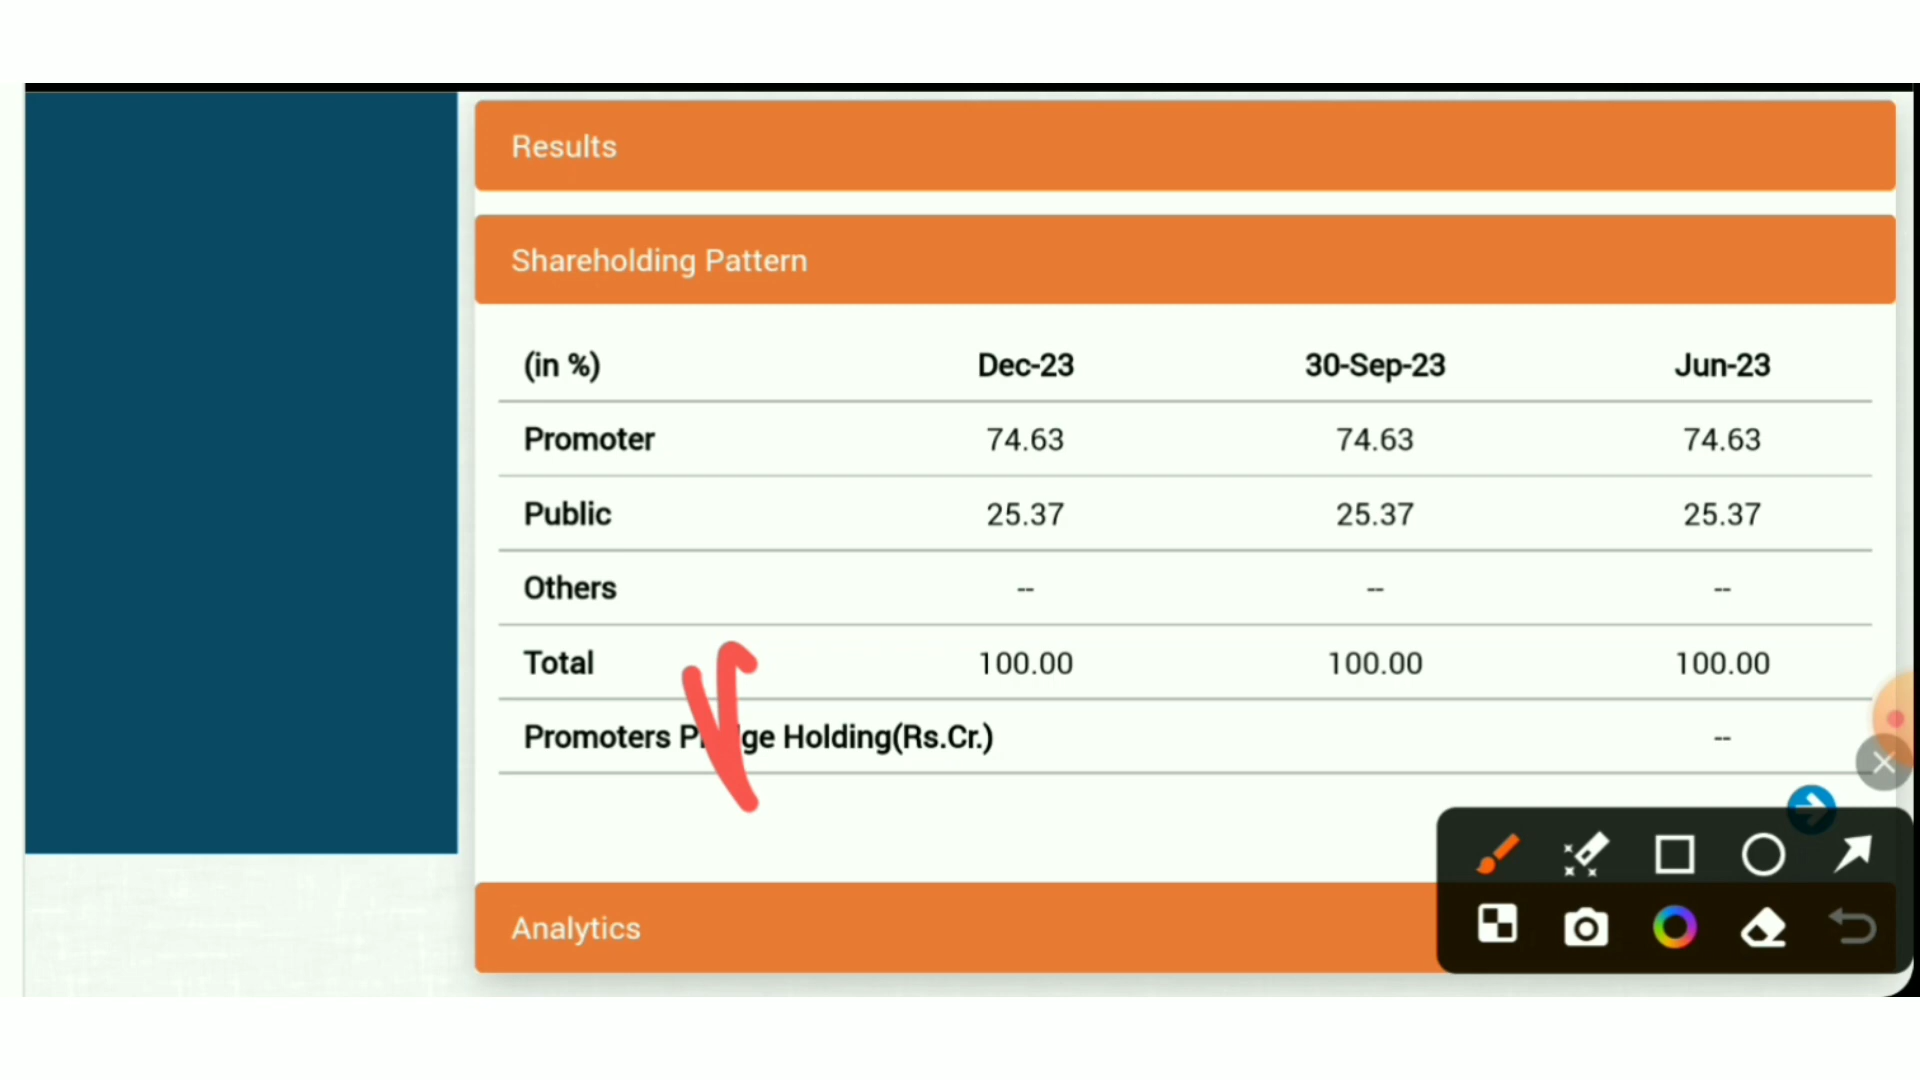 Results
Shareholding Pattern
(in %) Dec-23 30-Sep-23 Jun-23
Promoter 74.63 74.63 74.63
Public 25.37 25.37 25.37
Others -- -- --
Total 100.00 100.00 100.00
Promoters Holding(Rs.Cr.) --
Analytics